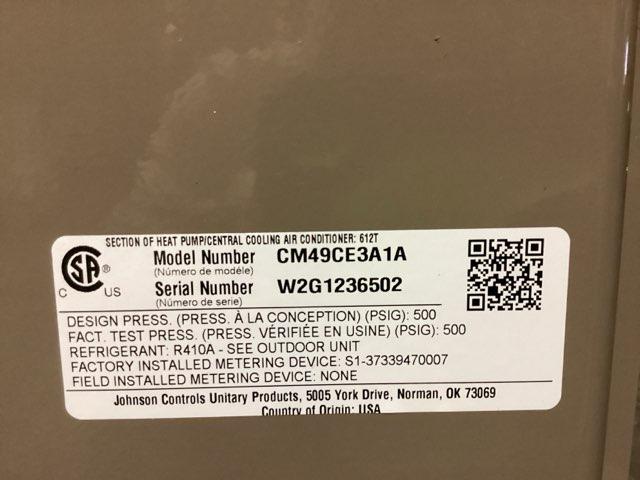 SECTION OF HEAT PUMP/CENTRAL COOLING AIR CONDITIONER: 612T
CSA ®
C US
Model Number CM49CE3A1A
(Número de modéle)
Serial Number W2G1236502
(Número de serie)
DESIGN PRESS. (PRESS. À LA CONCEPTION) (PSIG): 500
FACT. TEST PRESS. (PRESS. VÉRIFIÉE EN USINE) (PSIG): 500
REFRIGERANT: R410A - SEE OUTDOOR UNIT
FACTORY INSTALLED METERING DEVICE: S1-37339470007
FIELD INSTALLED METERING DEVICE: NONE
Johnson Controls Unitary Products, 5005 York Drive, Norman, OK 73069
Country of Origin: USA